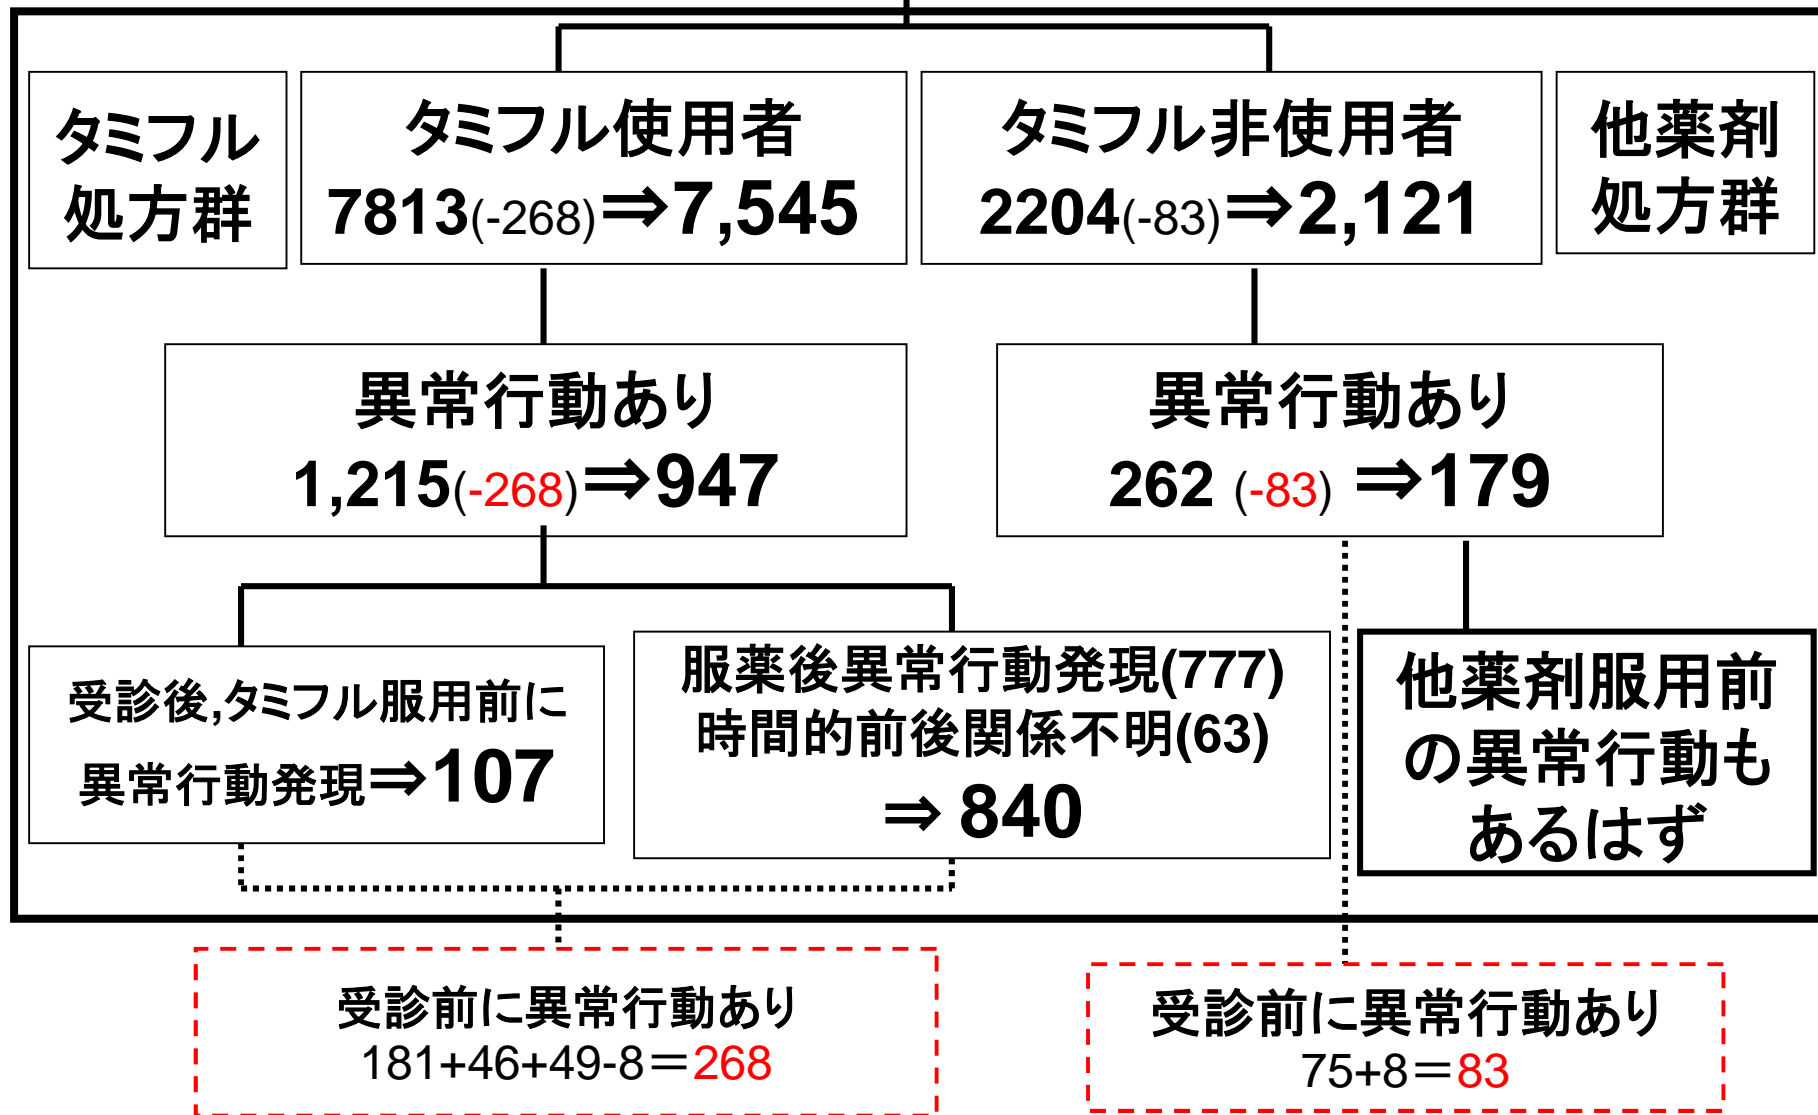 タミフル
処方群
タミフル使用者
7813(-268)⇒7,545
タミフル非使用者
2204(-83)⇒2,121
他薬剤
処方群
異常行動あり
1,215(-268)⇒947
異常行動あり
262 (-83) ⇒179
受診後,タミフル服用前に
異常行動発現⇒107
服薬後異常行動発現(777)
時間的前後関係不明(63)
⇒ 840
他薬剤服用前
の異常行動も
あるはず
受診前に異常行動あり
181+46+49-8＝268
受診前に異常行動あり
75+8＝83